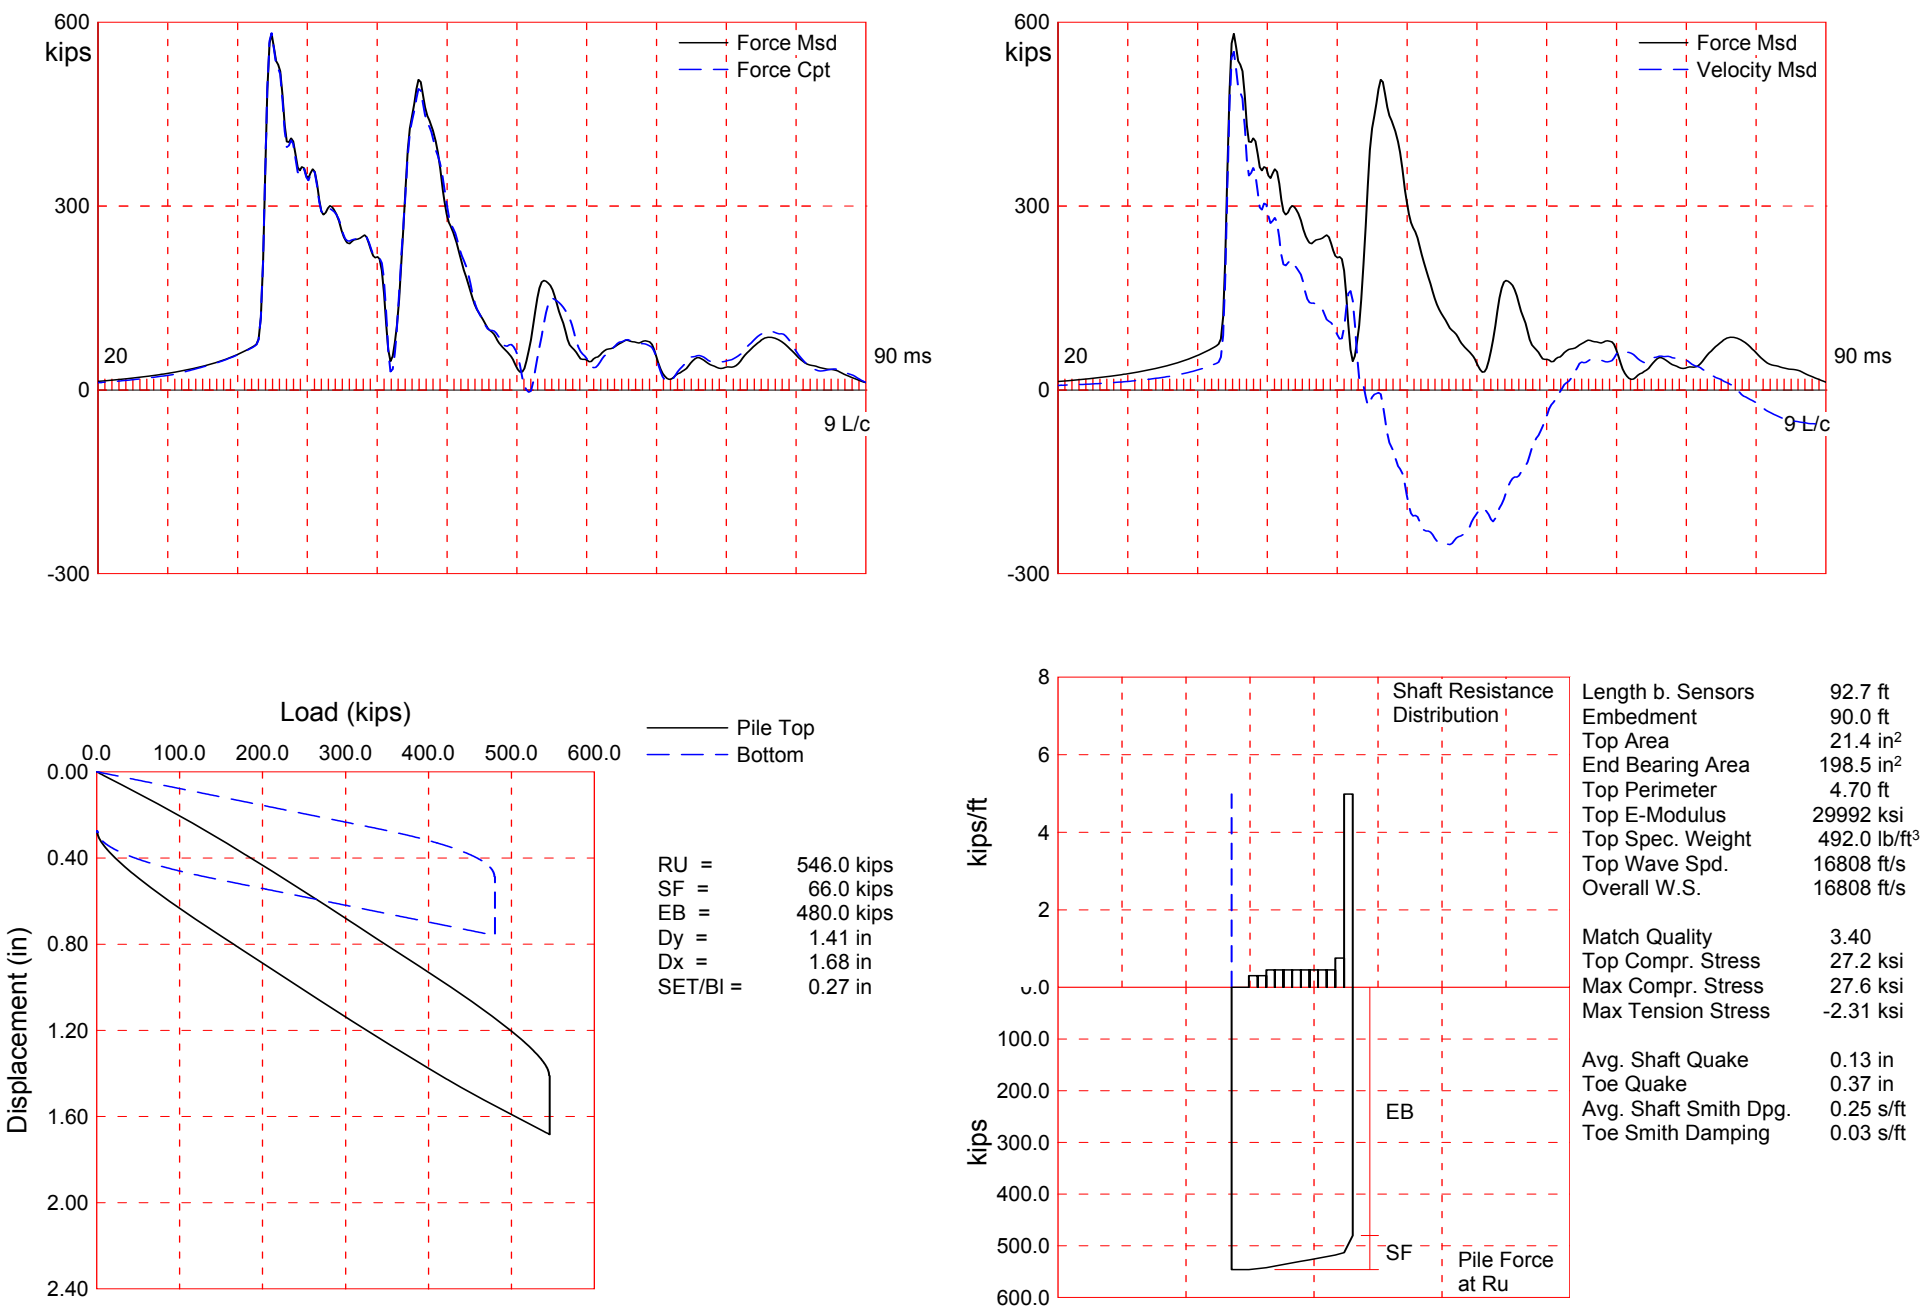 600
kips
Force Msd
Force Cpt
300
20
90 ms
0
9 L/c
-300
600
kips
Force Msd
Velocity Msd
300
20
90 ms
0
9 L/c
-300
Load (kips)
Pile Top
Bottom
0.0 100.0 200.0 300.0 400.0 500.0 600.0
0.00
0.40
0.80
1.20
1.60
2.00
2.40
Displacement (in)
RU = 546.0 kips
SF = 66.0 kips
EB = 480.0 kips
Dy = 1.41 in
Dx = 1.68 in
SET/Bl = 0.27 in
8
6
4
2
0.0
kips/ft
Shaft Resistance
Distribution
100.0
200.0
300.0
400.0
500.0
600.0
kips
EB
SF
Pile Force
at Ru
Length b. Sensors 92.7 ft
Embedment 90.0 ft
Top Area 21.4 in²
End Bearing Area 198.5 in²
Top Perimeter 4.70 ft
Top E-Modulus 29992 ksi
Top Spec. Weight 492.0 lb/ft³
Top Wave Spd. 16808 ft/s
Overall W.S. 16808 ft/s
Match Quality 3.40
Top Compr. Stress 27.2 ksi
Max Compr. Stress 27.6 ksi
Max Tension Stress -2.31 ksi
Avg. Shaft Quake 0.13 in
Toe Quake 0.37 in
Avg. Shaft Smith Dpg. 0.25 s/ft
Toe Smith Damping 0.03 s/ft